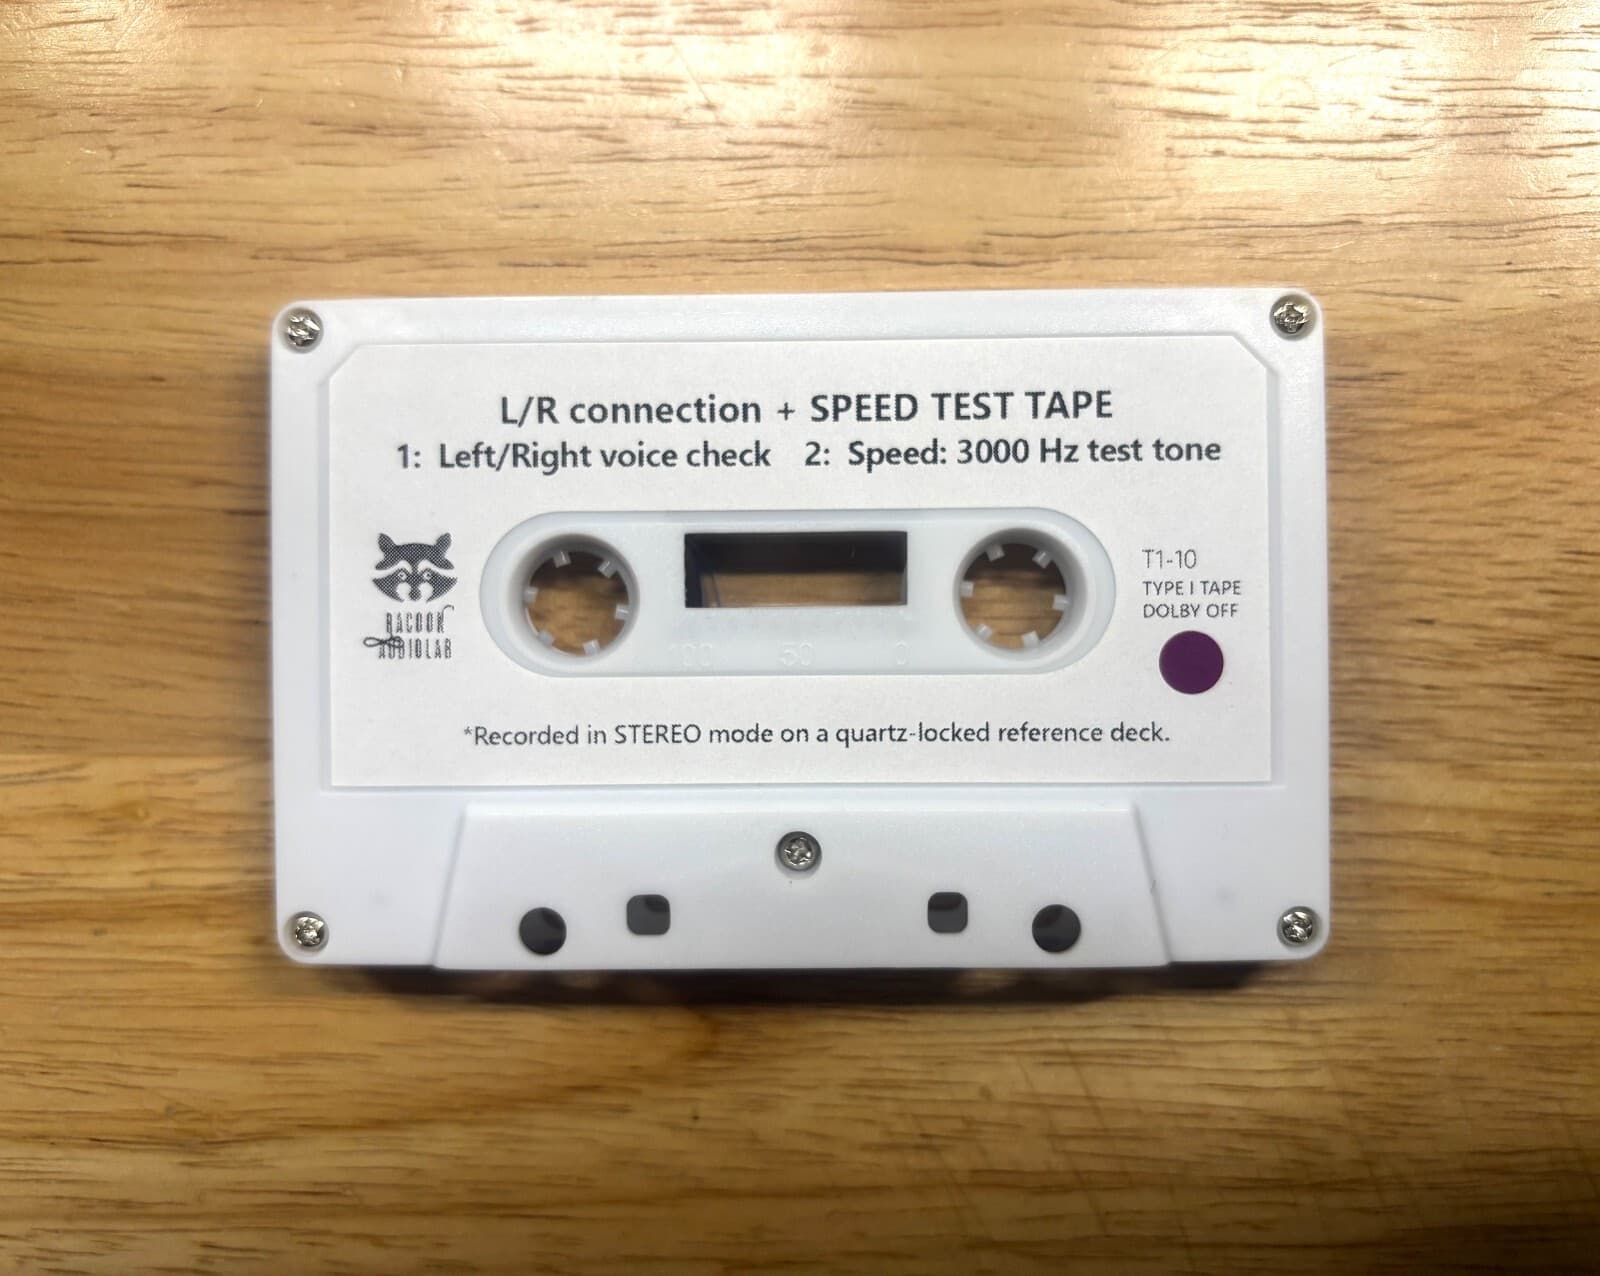 L/R connection + SPEED TEST TAPE
1: Left/Right voice check 2: Speed: 3000 Hz test tone
RACOON
AUDIOLAB
T1-10
TYPE I TAPE
DOLBY OFF
100 50 0
*Recorded in STEREO mode on a quartz-locked reference deck.